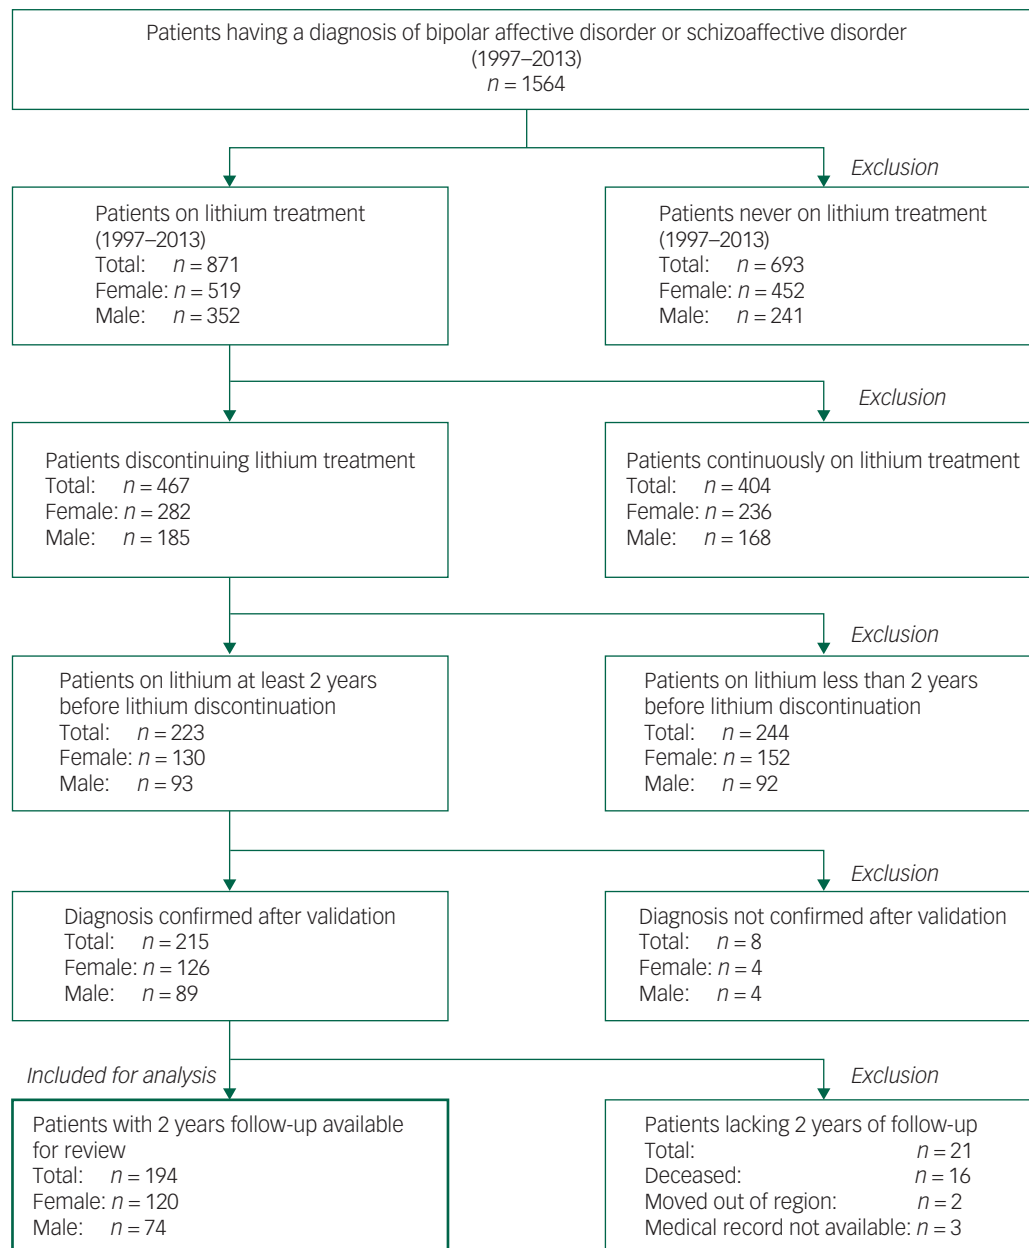 Patients having a diagnosis of bipolar affective disorder or schizoaffective disorder
(1997–2013)
n = 1564
Exclusion
Patients on lithium treatment
(1997–2013)
Total: n = 871
Female: n = 519
Male: n = 352
Patients never on lithium treatment
(1997–2013)
Total: n = 693
Female: n = 452
Male: n = 241
Exclusion
Patients discontinuing lithium treatment
Total: n = 467
Female: n = 282
Male: n = 185
Patients continuously on lithium treatment
Total: n = 404
Female: n = 236
Male: n = 168
Exclusion
Patients on lithium at least 2 years
before lithium discontinuation
Total: n = 223
Female: n = 130
Male: n = 93
Patients on lithium less than 2 years
before lithium discontinuation
Total: n = 244
Female: n = 152
Male: n = 92
Exclusion
Diagnosis confirmed after validation
Total: n = 215
Female: n = 126
Male: n = 89
Diagnosis not confirmed after validation
Total: n = 8
Female: n = 4
Male: n = 4
Included for analysis
Exclusion
Patients with 2 years follow-up available
for review
Total: n = 194
Female: n = 120
Male: n = 74
Patients lacking 2 years of follow-up
Total: n = 21
Deceased: n = 16
Moved out of region: n = 2
Medical record not available: n = 3